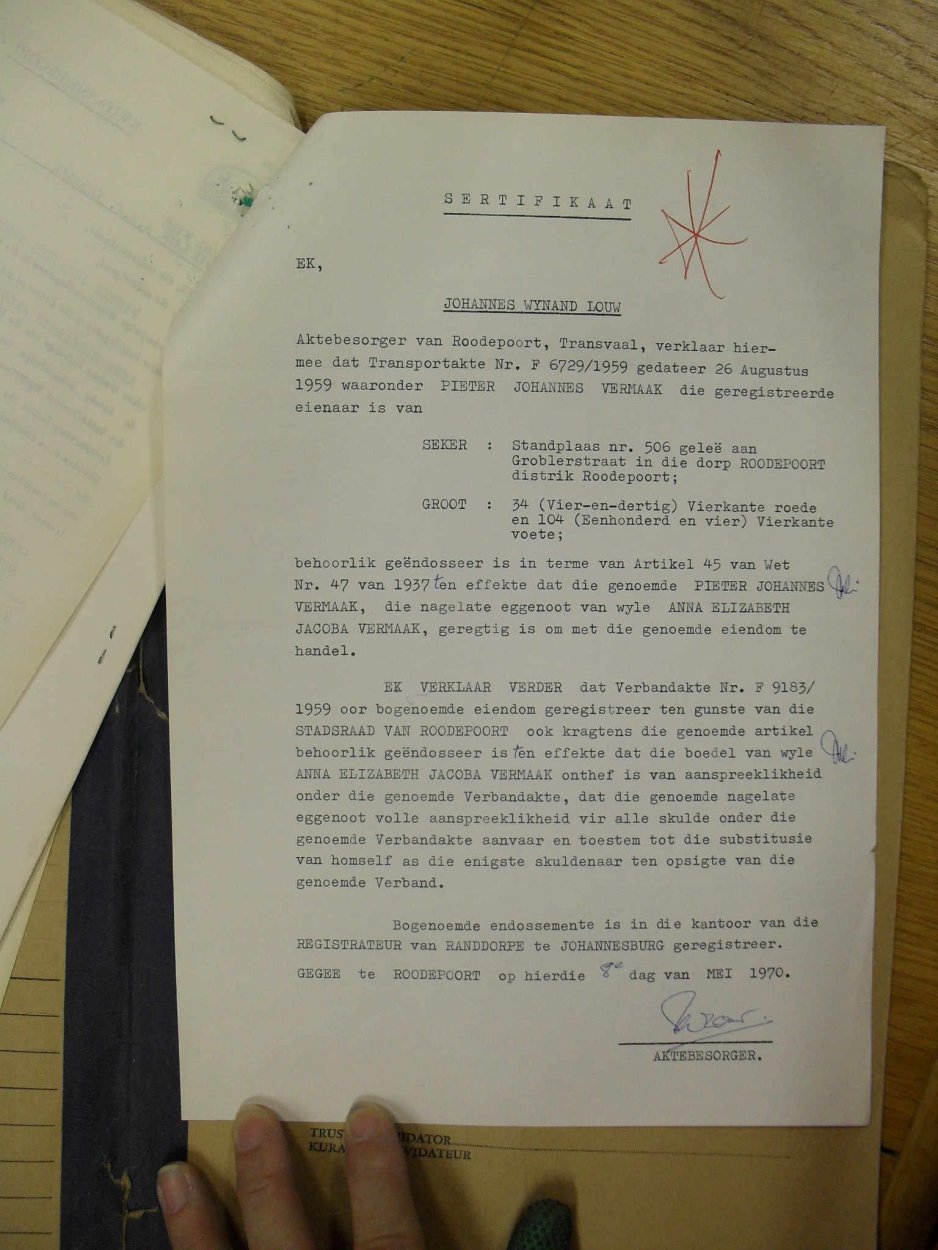 SERTIFIKAAT
EK,
JOHANNES WYNAND LOUW
Aktebesorger van Roodepoort, Transvaal, verklaar hier-
mee dat Transportakte Nr. F 6729/1959 gedateer 26 Augustus
1959 waaronder PIETER JOHANNES VERMAAK die geregistreerde
eienaar is van
SEKER : Standplaas nr. 506 geleë aan
Groblerstraat in die dorp ROODEPOORT
distrik Roodepoort;
GROOT : 34 (Vier-en-dertig) Vierkante roede
en 104 (Eenhonderd en vier) Vierkante
voete;
behoorlik geëndosseer is in terme van Artikel 45 van Wet
Nr. 47 van 1937 ten effekte dat die genoemde PIETER JOHANNES
VERMAAK, die nagelate eggenoot van wyle ANNA ELIZABETH
JACOBA VERMAAK, geregtig is om met die genoemde eiendom te
handel.
EK VERKLAAR VERDER dat Verbandakte Nr. F 9183/
1959 oor bogenoemde eiendom geregistreer ten gunste van die
STADSRAAD VAN ROODEPOORT ook kragtens die genoemde artikel
behoorlik geëndosseer is ten effekte dat die boedel van wyle
ANNA ELIZABETH JACOBA VERMAAK onthef is van aanspreeklikheid
onder die genoemde Verbandakte, dat die genoemde nagelate
eggenoot volle aanspreeklikheid vir alle skulde onder die
genoemde Verbandakte aanvaar en toestem tot die substitusie
van homself as die enigste skuldenaar ten opsigte van die
genoemde Verband.
Bogenoemde endossemente is in die kantoor van die
REGISTRATEUR van RANDDORPE te JOHANNESBURG geregistreer.
GEGEE te ROODEPOORT op hierdie 8e dag van MEI 1970.
AKTEBESORGER.